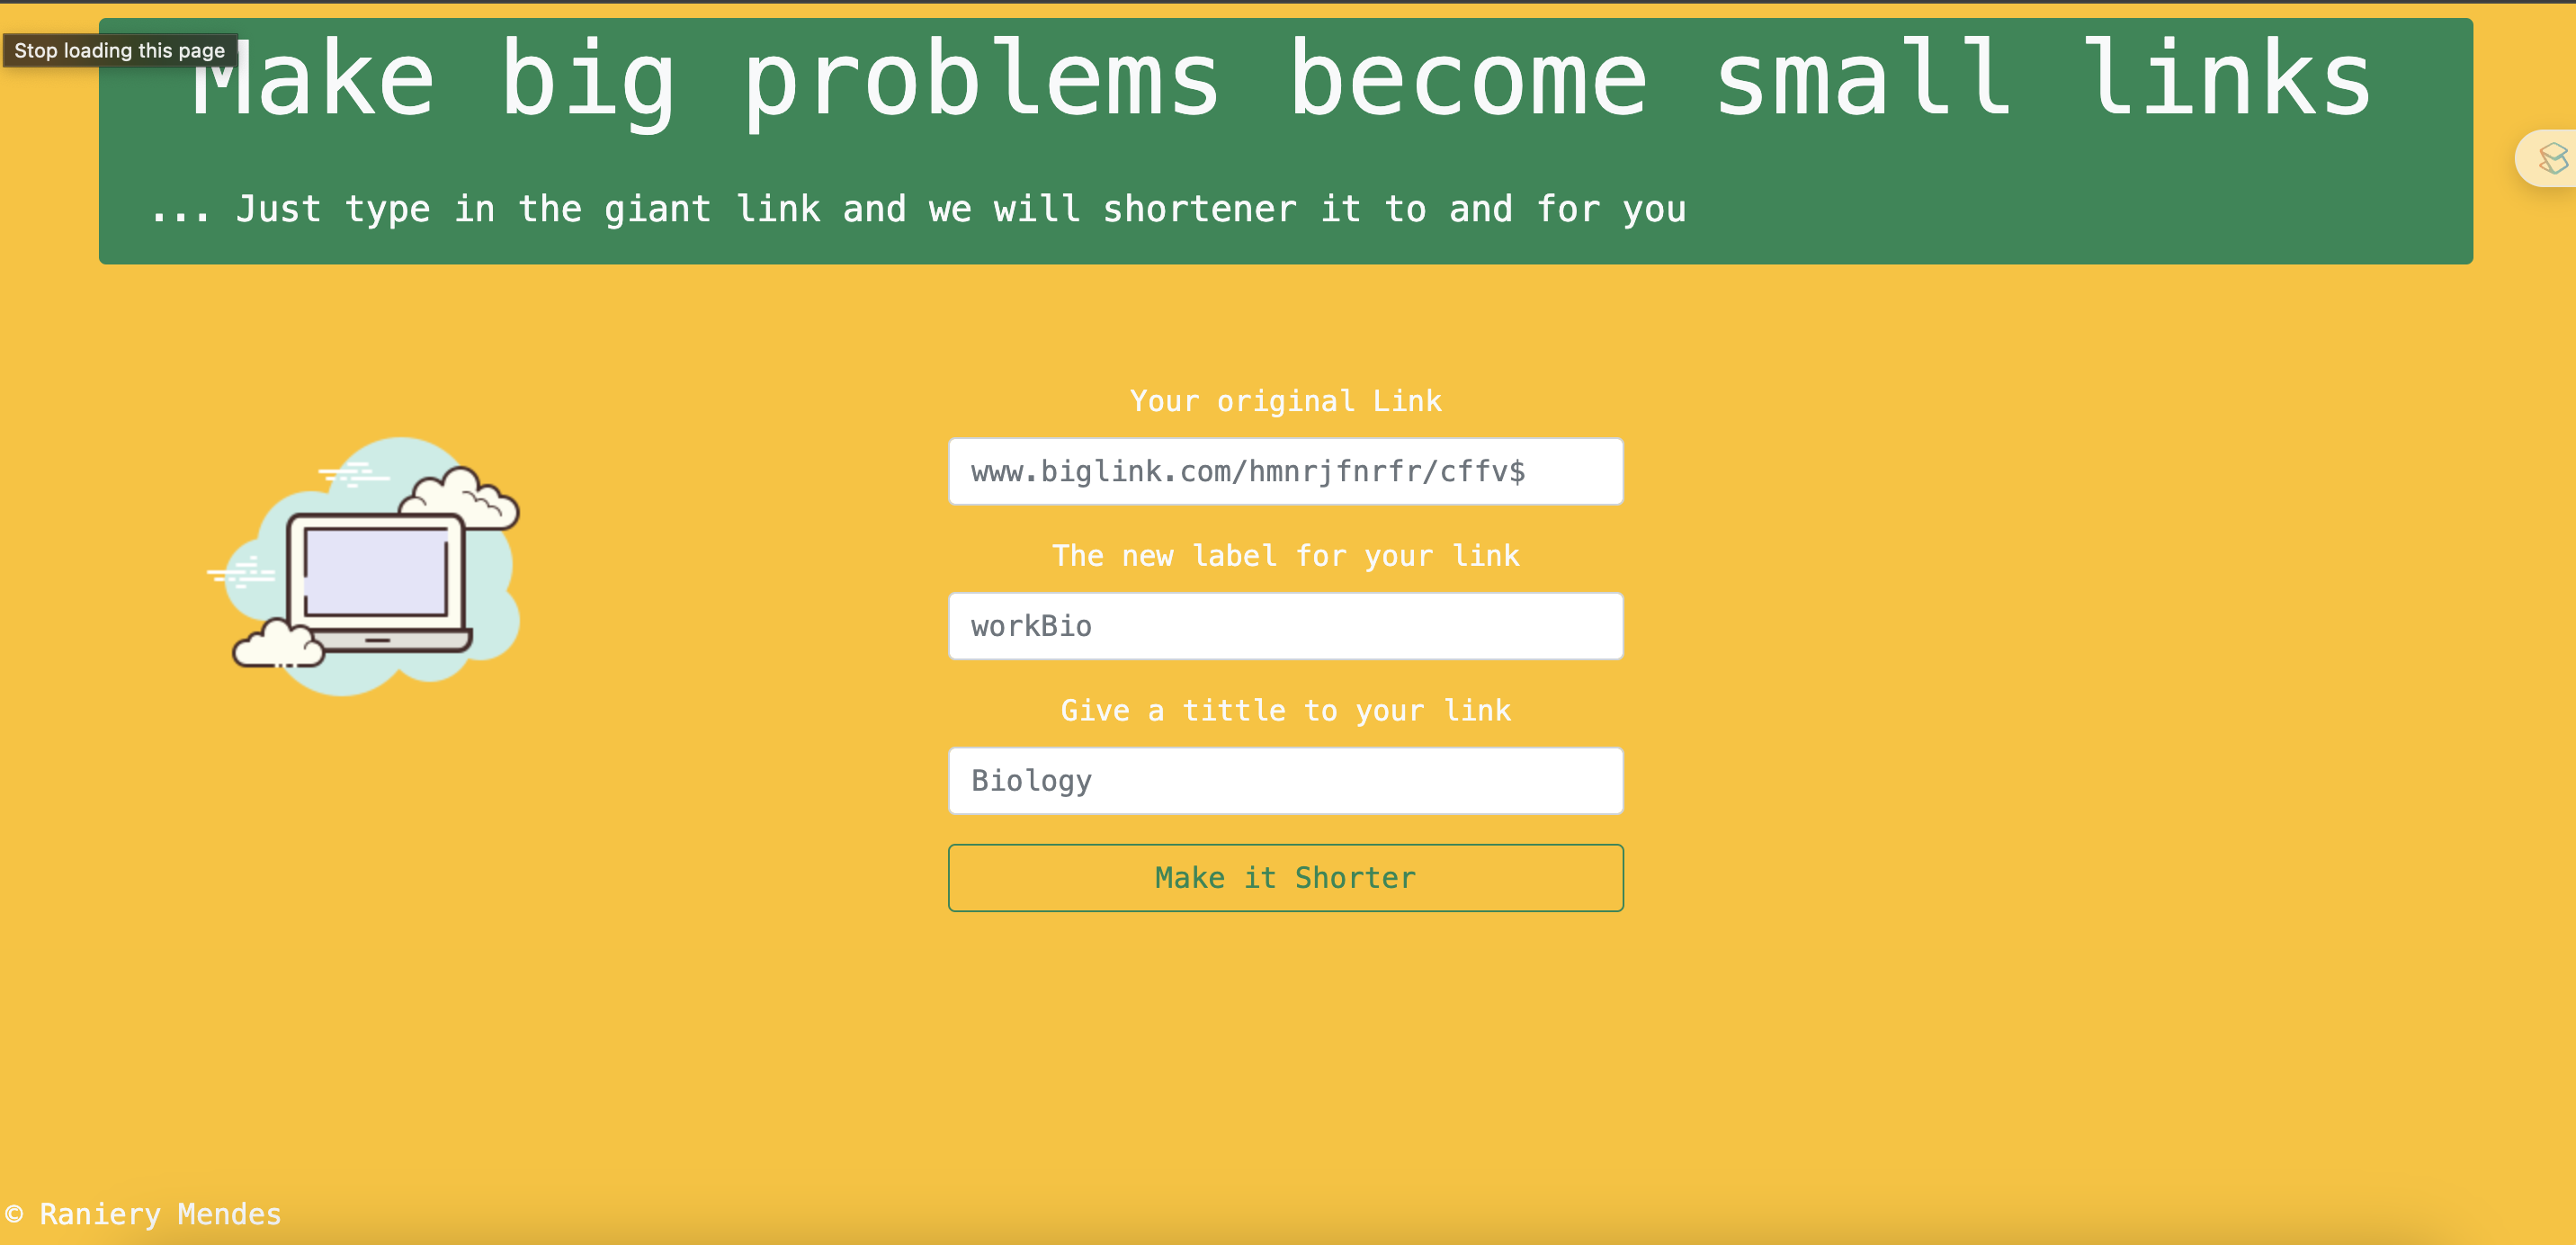 Stop loading this page
Make big problems become small links
... Just type in the giant link and we will shortener it to and for you
Your original Link
www.biglink.com/hmnrjfnrfr/cffv$
The new label for your link
workBio
Give a tittle to your link
Biology
Make it Shorter
© Raniery Mendes